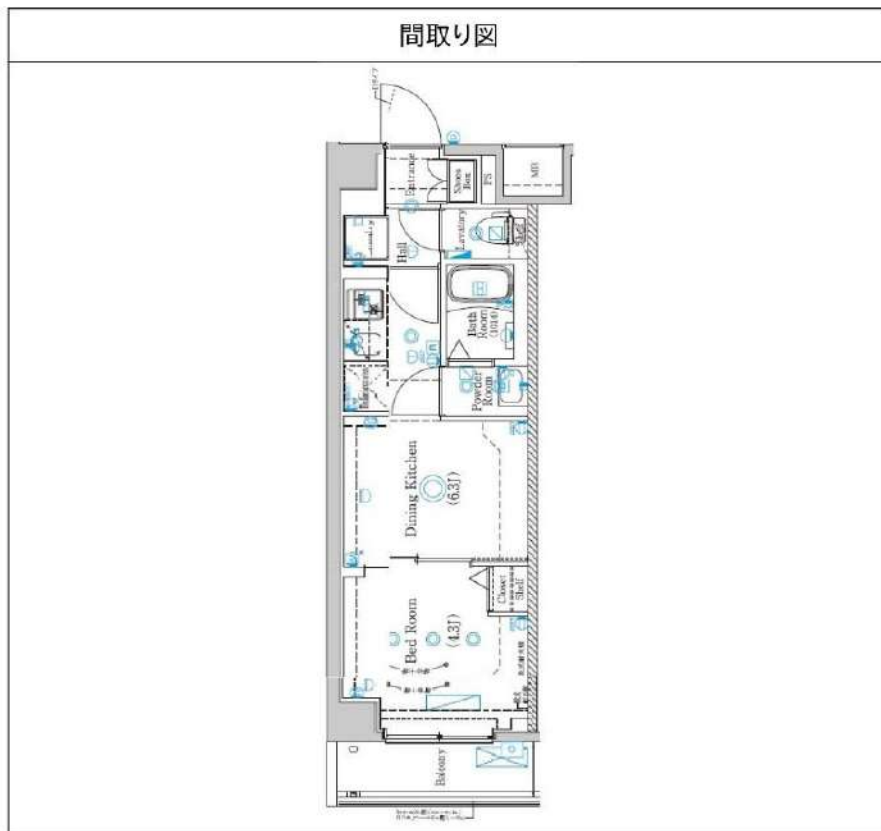 間取り図
Entrance
Shoes
Box
PS
MB
Hall
Lavatory
Bath
Room
(1014)
Powder
Room
Dining Kitchen
(6.3J)
Bed Room
(4.3J)
Closet
Shelf
Balcony